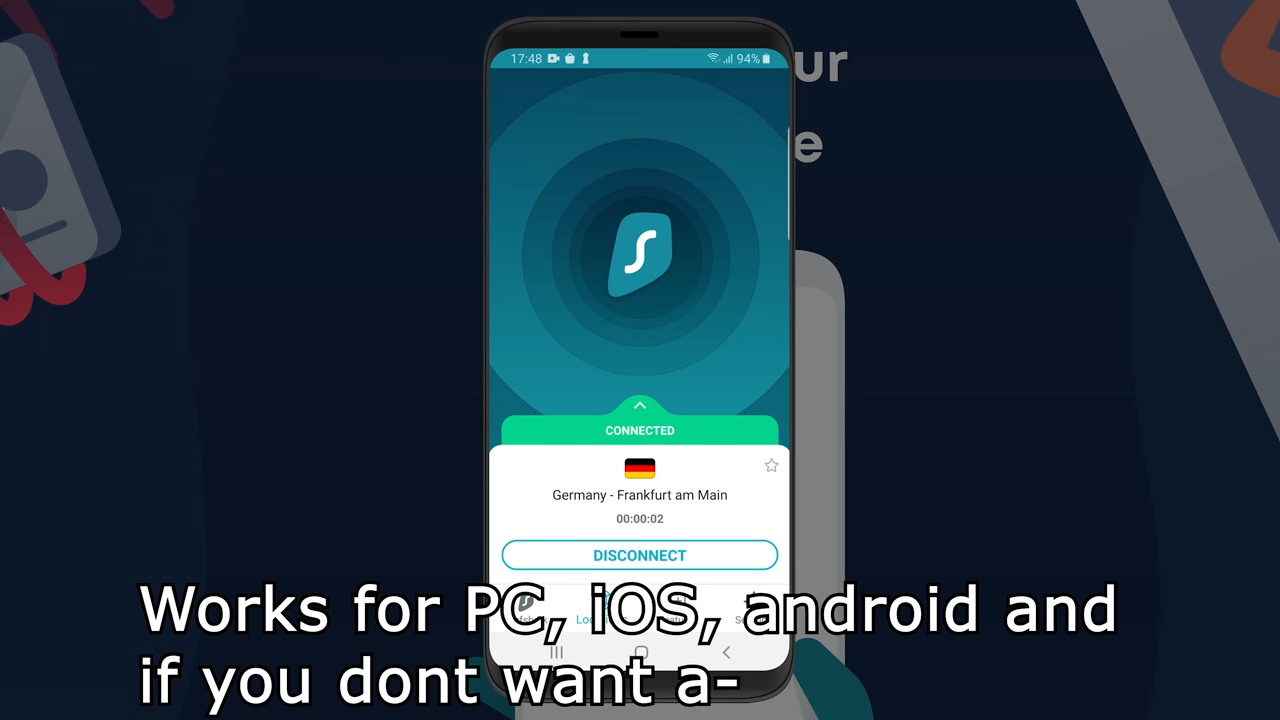 ur
e
17:48
94%
CONNECTED
Germany - Frankfurt am Main
00:00:02
DISCONNECT
Works for PC, iOS, android and
if you dont want a-